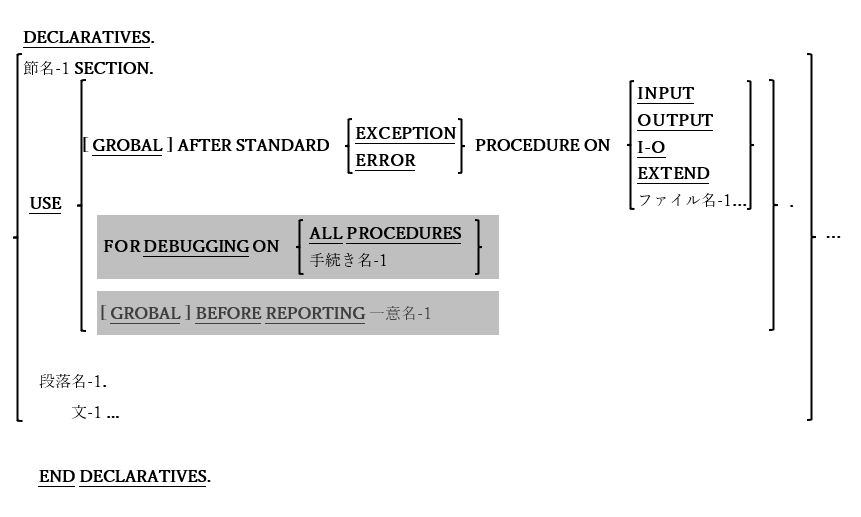 DECLARATIVES.
節名-1 SECTION.
[ GROBAL ] AFTER STANDARD EXCEPTION ERROR PROCEDURE ON INPUT OUTPUT I-O EXTEND ファイル名-1...
USE
.
...
FOR DEBUGGING ON ALL PROCEDURES 手続き名-1
[ GROBAL ] BEFORE REPORTING 一意名-1
段落名-1.
文-1 ...
END DECLARATIVES.